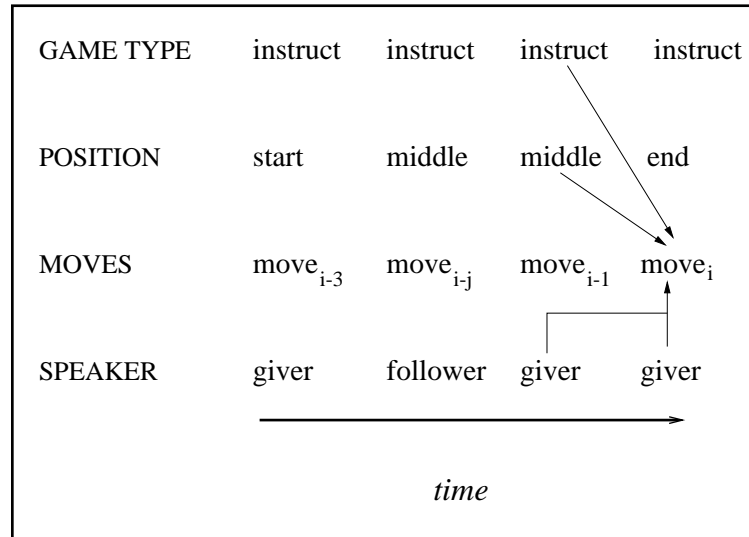 GAME TYPE instruct instruct instruct instruct
POSITION start middle middle end
MOVES move_{i-3} move_{i-j} move_{i-1} move_i
SPEAKER giver follower giver giver
time